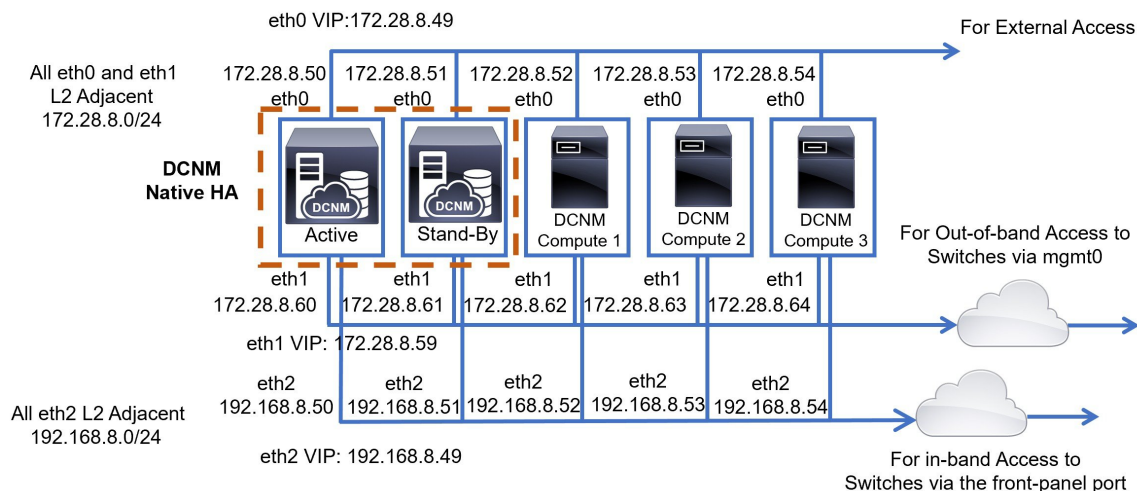 eth0 VIP:172.28.8.49
For External Access
All eth0 and eth1
L2 Adjacent
172.28.8.0/24
172.28.8.50
eth0
172.28.8.51
eth0
172.28.8.52
eth0
172.28.8.53
eth0
172.28.8.54
eth0
DCNM
Native HA
DCNM
Active
DCNM
Stand-By
DCNM
Compute 1
DCNM
Compute 2
DCNM
Compute 3
For Out-of-band Access to
Switches via mgmt0
eth1
172.28.8.60
eth1
172.28.8.61
eth1
172.28.8.62
eth1
172.28.8.63
eth1
172.28.8.64
eth1 VIP: 172.28.8.59
All eth2 L2 Adjacent
192.168.8.0/24
eth2
192.168.8.50
eth2
192.168.8.51
eth2
192.168.8.52
eth2
192.168.8.53
eth2
192.168.8.54
eth2 VIP: 192.168.8.49
For in-band Access to
Switches via the front-panel port